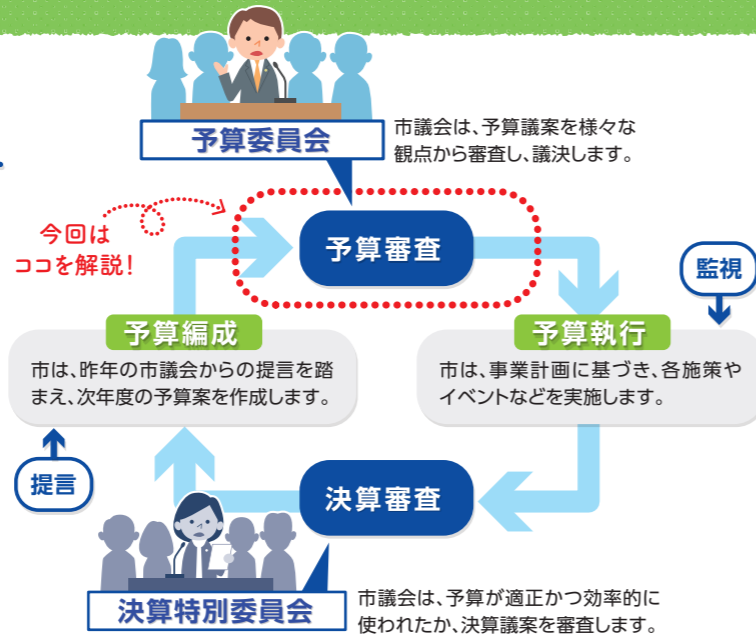 予算委員会
市議会は、予算議案を様々な
観点から審査し、議決します。
今回は
ココを解説!
予算審査
監視
予算編成
市は、昨年の市議会からの提言を踏
まえ、次年度の予算案を作成します。
予算執行
市は、事業計画に基づき、各施策や
イベントなどを実施します。
提言
決算審査
決算特別委員会
市議会は、予算が適正かつ効率的に
使われたか、決算議案を審査します。